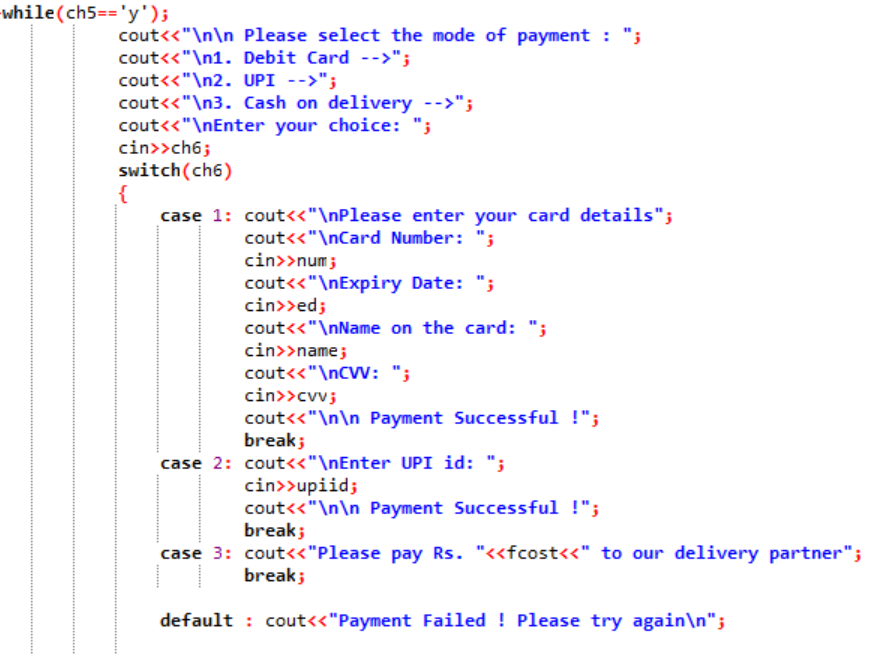 while(ch5=='y');
cout<<"\n\n Please select the mode of payment : ";
cout<<"\n1. Debit Card -->";
cout<<"\n2. UPI -->";
cout<<"\n3. Cash on delivery -->";
cout<<"\nEnter your choice: ";
cin>>ch6;
switch(ch6)
{
case 1: cout<<"\nPlease enter your card details";
cout<<"\nCard Number: ";
cin>>num;
cout<<"\nExpiry Date: ";
cin>>ed;
cout<<"\nName on the card: ";
cin>>name;
cout<<"\nCVV: ";
cin>>cvv;
cout<<"\n\n Payment Successful !";
break;
case 2: cout<<"\nEnter UPI id: ";
cin>>upiid;
cout<<"\n\n Payment Successful !";
break;
case 3: cout<<"Please pay Rs. "<<fcost<<" to our delivery partner";
break;
default : cout<<"Payment Failed ! Please try again\n";